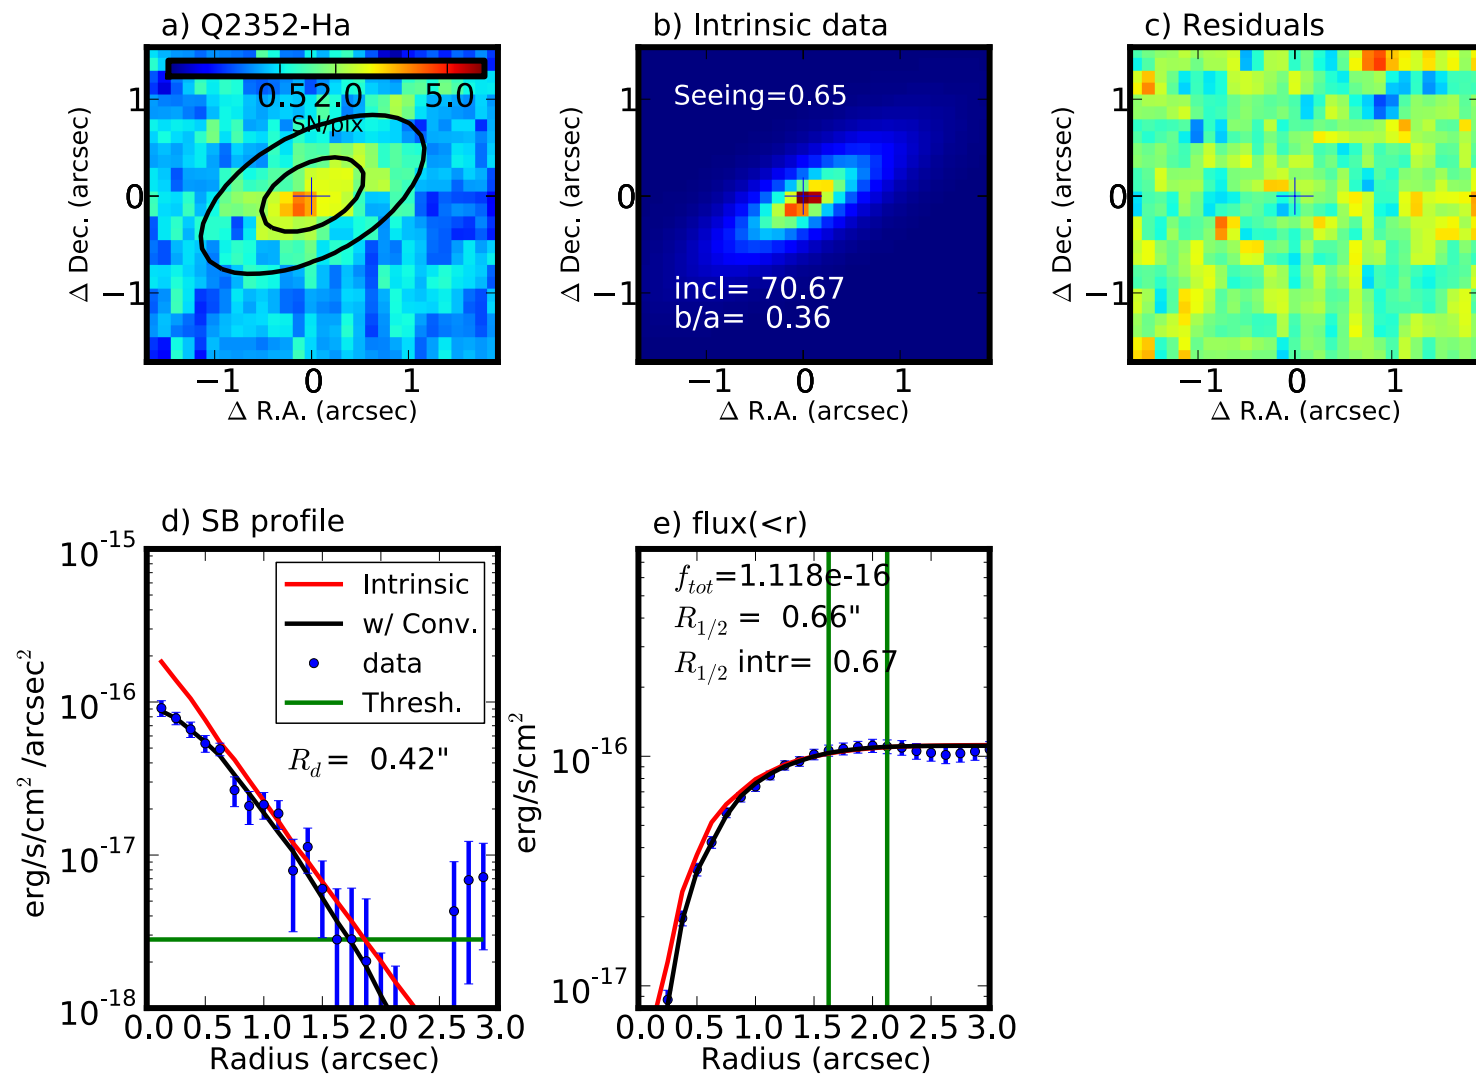 a) Q2352-Ha
b) Intrinsic data
c) Residuals
0.5 2.0 5.0
SN/pix
Seeing=0.65
incl= 70.67
b/a= 0.36
1
0
−1
Δ Dec. (arcsec)
−1 0 1
Δ R.A. (arcsec)
1
0
−1
Δ Dec. (arcsec)
−1 0 1
Δ R.A. (arcsec)
1
0
−1
Δ Dec. (arcsec)
−1 0 1
Δ R.A. (arcsec)
d) SB profile
10^-15
10^-16
10^-17
10^-18
erg/s/cm^2 /arcsec^2
Intrinsic
w/ Conv.
data
Thresh.
R_d = 0.42"
0.0 0.5 1.0 1.5 2.0 2.5 3.0
Radius (arcsec)
e) flux(<r)
f_tot=1.118e-16
R_1/2 = 0.66"
R_1/2 intr= 0.67
10^-16
10^-17
erg/s/cm^2
0.0 0.5 1.0 1.5 2.0 2.5 3.0
Radius (arcsec)